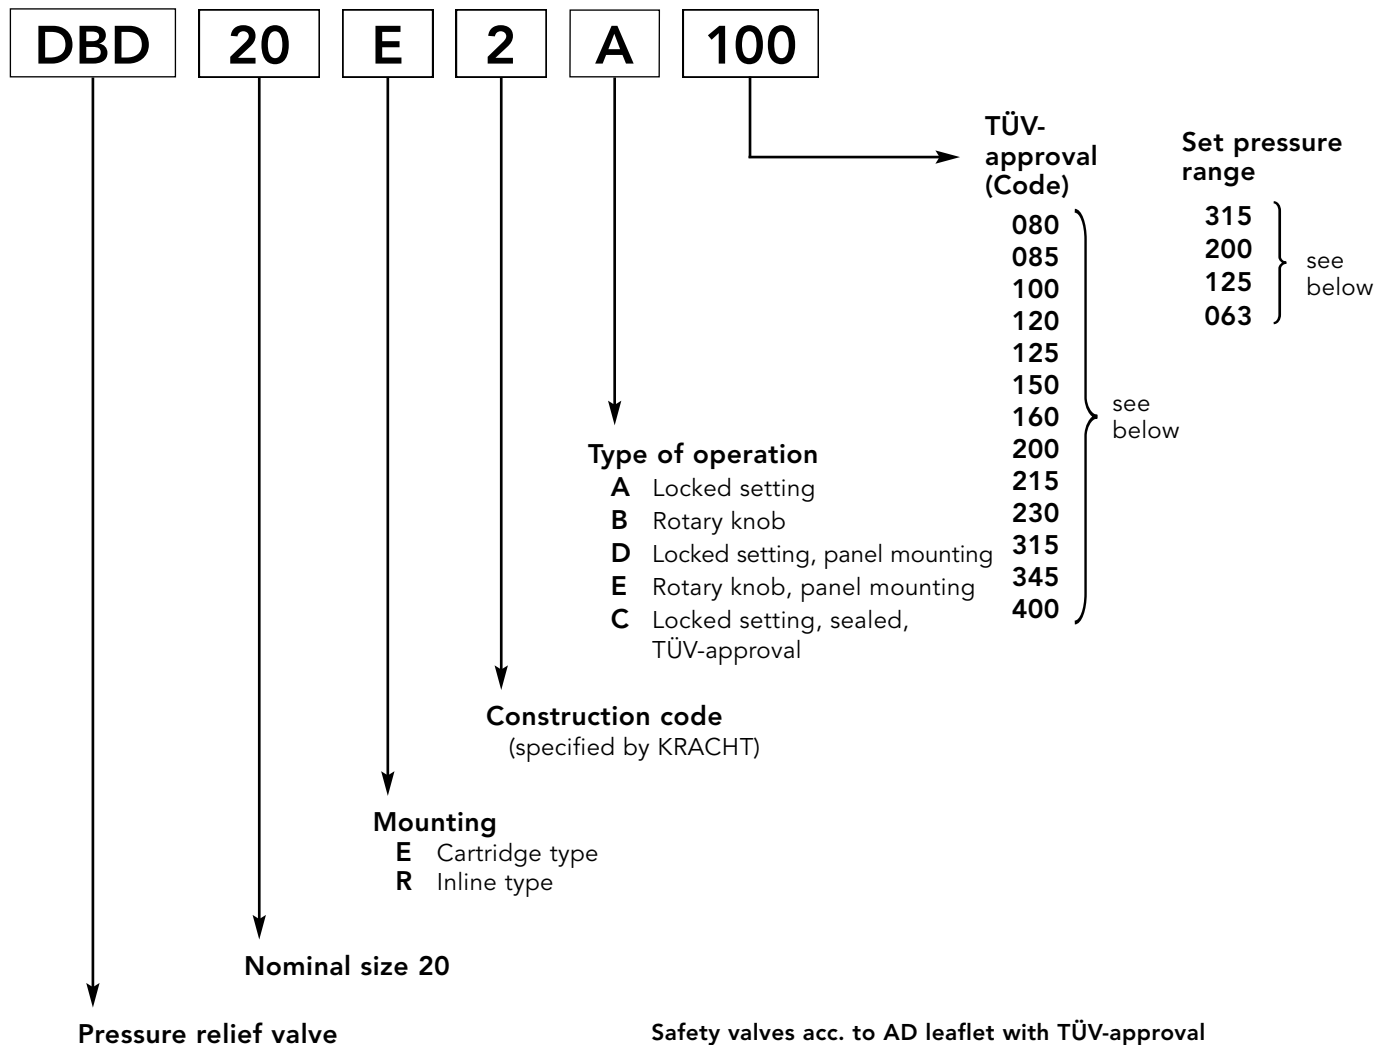 DBD 20 E 2 A 100
TÜV-
approval
(Code)
080
085
100
120
125
150
160
200
215
230
315
345
400
see
below
Set pressure
range
315
200
125
063
see
below
Type of operation
A Locked setting
B Rotary knob
D Locked setting, panel mounting
E Rotary knob, panel mounting
C Locked setting, sealed,
TÜV-approval
Construction code
(specified by KRACHT)
Mounting
E Cartridge type
R Inline type
Nominal size 20
Pressure relief valve
Safety valves acc. to AD leaflet with TÜV-approval